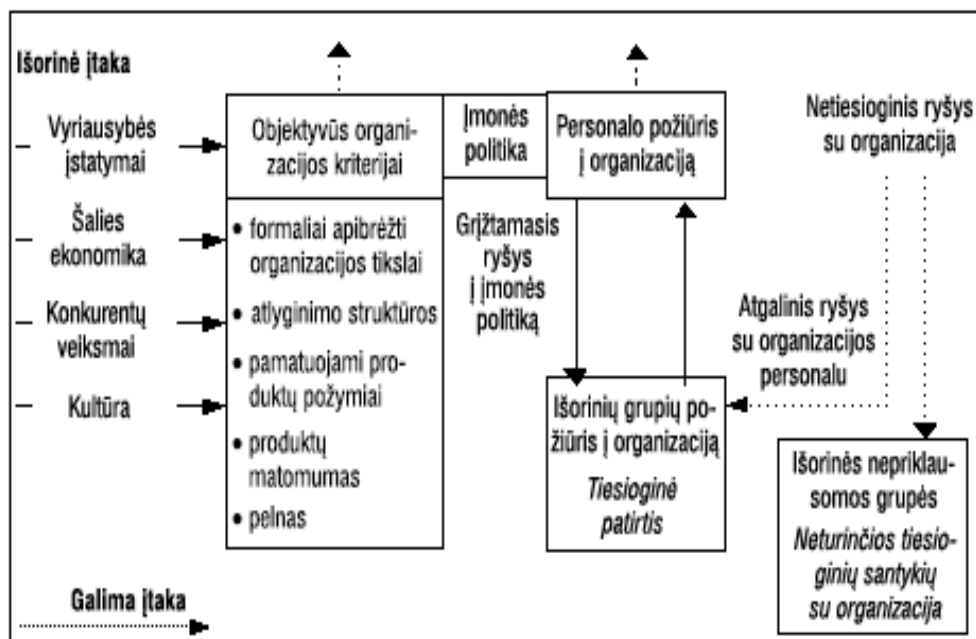 Išorinė įtaka
Vyriausybės
įstatymai
Šalies
ekonomika
Konkurentų
veiksmai
Kultūra
Galima įtaka
Objektyvūs organi-
zacijos kriterijai
• formaliai apibrėžti
organizacijos tikslai
• atlyginimo struktūros
• pamatuojami pro-
duktų požymiai
• produktų
matomumas
• pelnas
Įmonės
politika
Grįžtamasis
ryšys
į įmonės
politiką
Personalo požiūris
į organizaciją
Išorinių grupių po-
žiūris į organizaciją
Tiesioginė
patirtis
Netiesioginis ryšys
su organizacija
Atgalinis ryšys
su organizacijos
personalu
Išorinės nepriklau-
somos grupės
Neturinčios tiesio-
ginių santykių
su organizacija